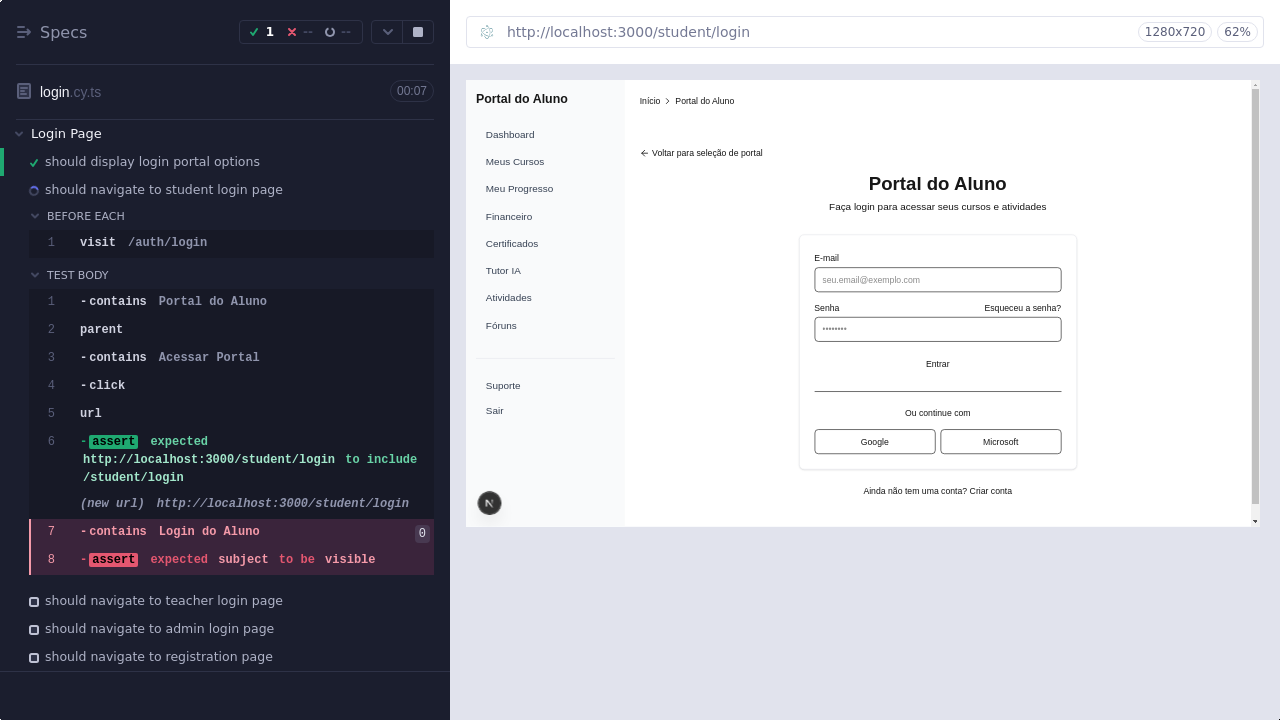 Specs
1
--
--
login.cy.ts
00:07
Login Page
should display login portal options
should navigate to student login page
BEFORE EACH
1 visit /auth/login
TEST BODY
1 -contains Portal do Aluno
2 parent
3 -contains Acessar Portal
4 -click
5 url
6 -assert expected
http://localhost:3000/student/login to include
/student/login
(new url) http://localhost:3000/student/login
7 -contains Login do Aluno 0
8 -assert expected subject to be visible
should navigate to teacher login page
should navigate to admin login page
should navigate to registration page
http://localhost:3000/student/login
1280x720
62%
Portal do Aluno
Dashboard
Meus Cursos
Meu Progresso
Financeiro
Certificados
Tutor IA
Atividades
Fóruns
Suporte
Sair
N
Início > Portal do Aluno
← Voltar para seleção de portal
Portal do Aluno
Faça login para acessar seus cursos e atividades
E-mail
seu.email@exemplo.com
Senha Esqueceu a senha?
••••••••
Entrar
Ou continue com
Google Microsoft
Ainda não tem uma conta? Criar conta